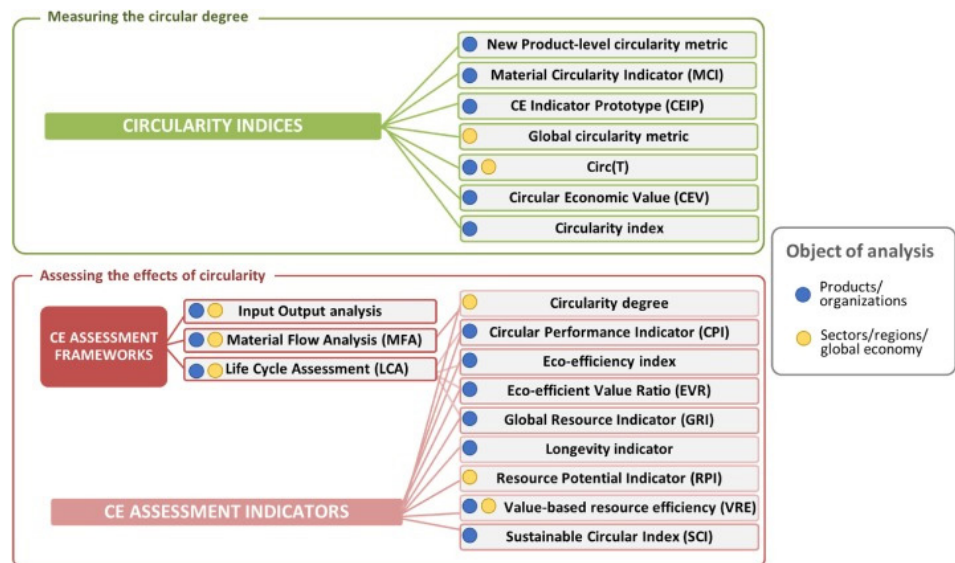 Measuring the circular degree
CIRCULARITY INDICES
New Product-level circularity metric
Material Circularity Indicator (MCI)
CE Indicator Prototype (CEIP)
Global circularity metric
Circ(T)
Circular Economic Value (CEV)
Circularity index
Assessing the effects of circularity
CE ASSESSMENT
FRAMEWORKS
Input Output analysis
Material Flow Analysis (MFA)
Life Cycle Assessment (LCA)
CE ASSESSMENT INDICATORS
Circularity degree
Circular Performance Indicator (CPI)
Eco-efficiency index
Eco-efficient Value Ratio (EVR)
Global Resource Indicator (GRI)
Longevity indicator
Resource Potential Indicator (RPI)
Value-based resource efficiency (VRE)
Sustainable Circular Index (SCI)
Object of analysis
Products/
organizations
Sectors/regions/
global economy